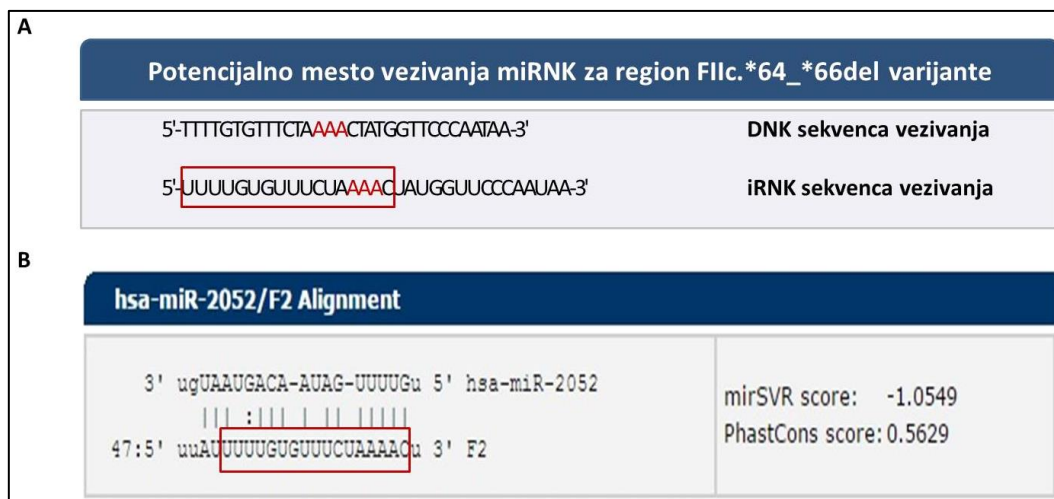 A
Potencijalno mesto vezivanja miRNK za region FIIc.*64_*66del varijante
5'-TTTTGTGTTTCTAAAACTATGGTTCCCAATAA-3' DNK sekvenca vezivanja
5'-UUUUGUGUUUCUAAAACUAUGGUUCCCAAUAA-3' iRNK sekvenca vezivanja
B
hsa-miR-2052/F2 Alignment
3' ugUAAUGACA-AUAG-UUUUGu 5' hsa-miR-2052
||| :||| | || |||||
47:5' uuAUUUUUGUGUUUCUAAAACu 3' F2
mirSVR score: -1.0549
PhastCons score: 0.5629